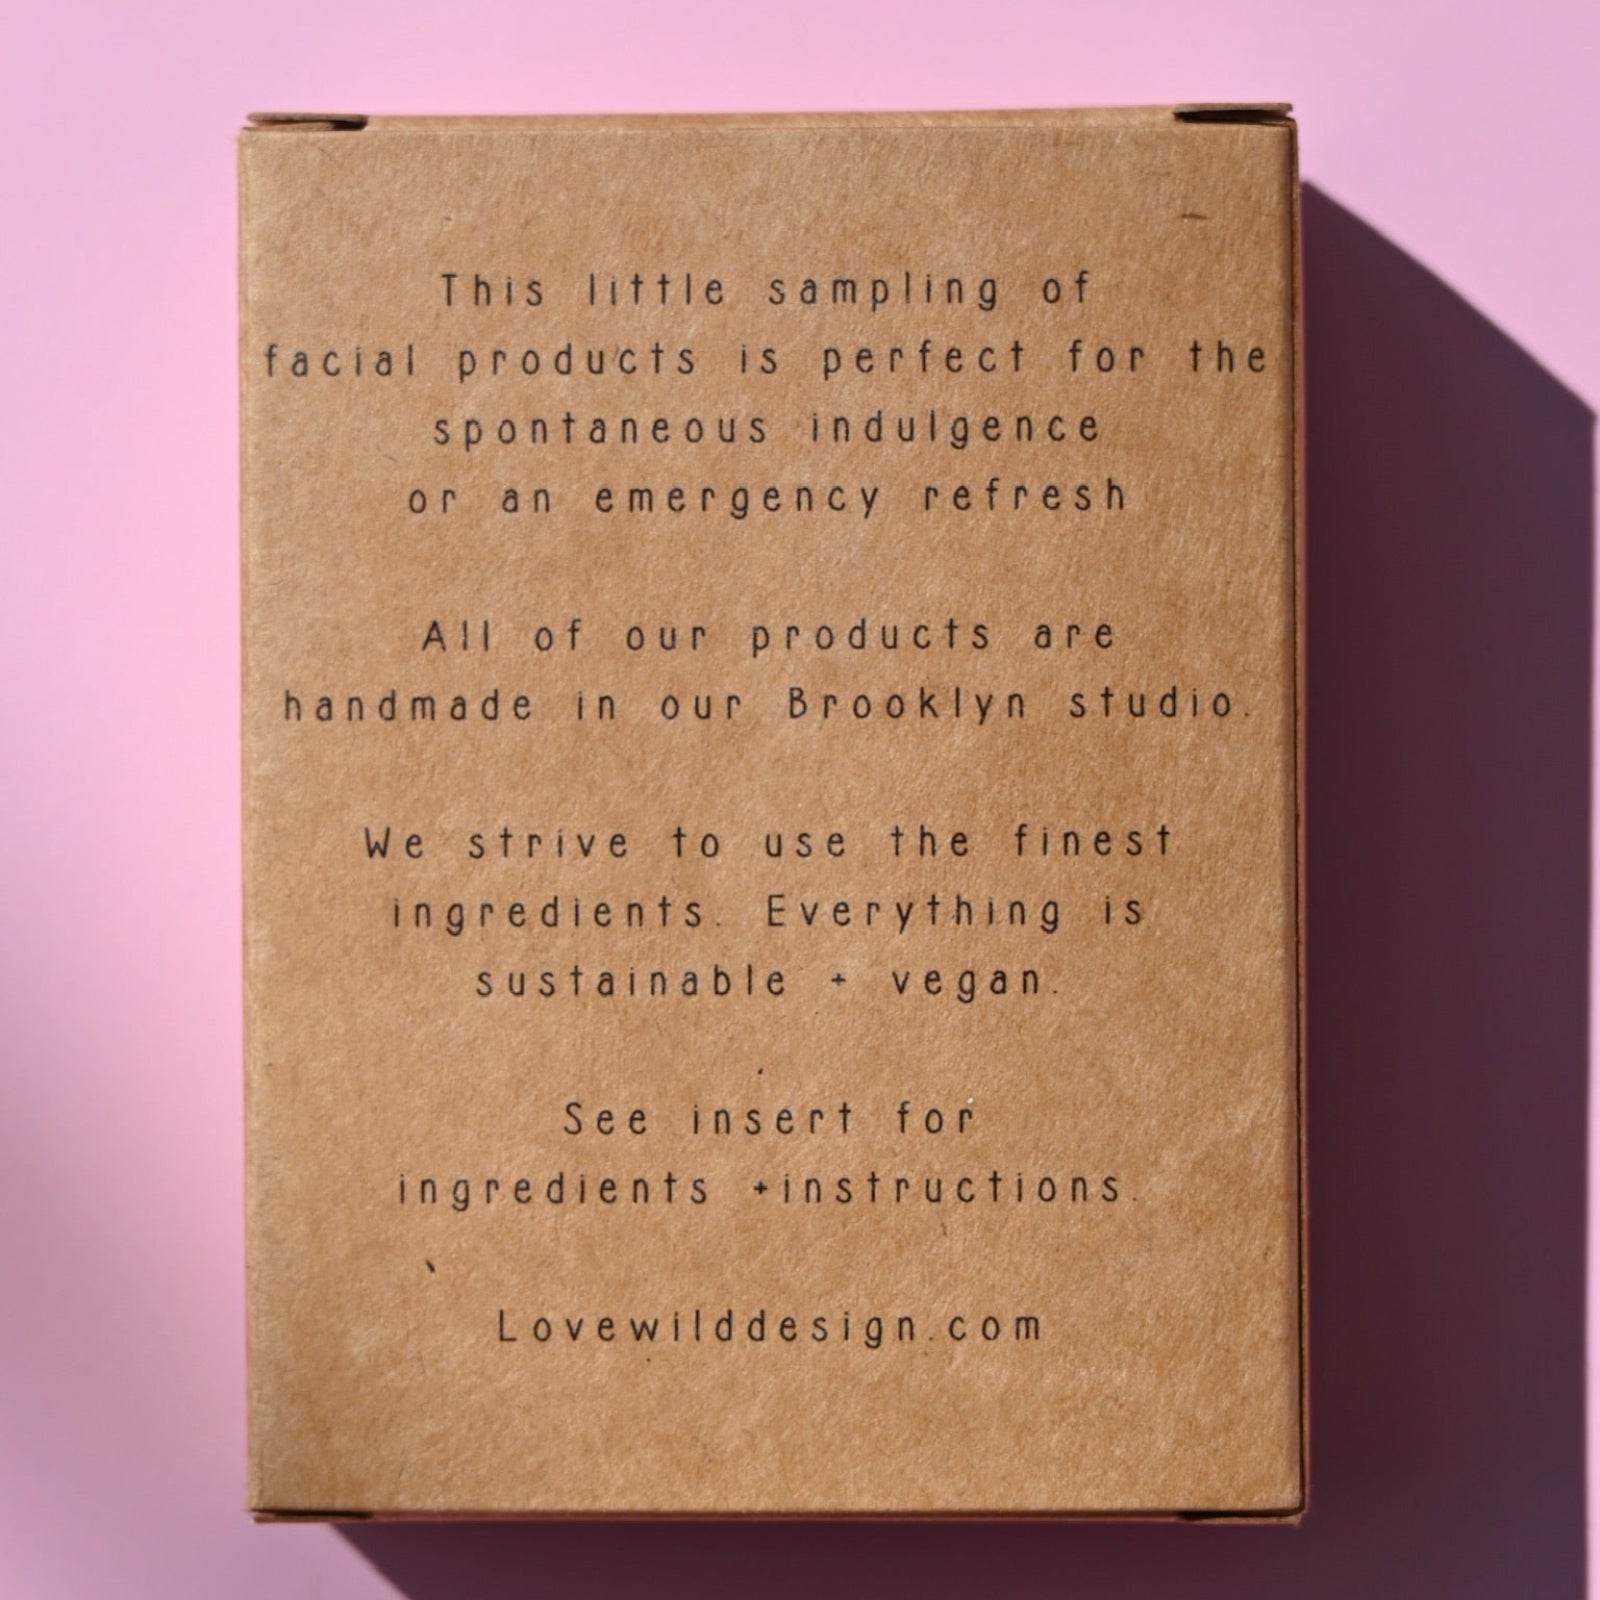 This little sampling of
facial products is perfect for the
spontaneous indulgence
or an emergency refresh
All of our products are
handmade in our Brooklyn studio.
We strive to use the finest
ingredients. Everything is
sustainable + vegan.
See insert for
ingredients +instructions.
Lovewilddesign.com